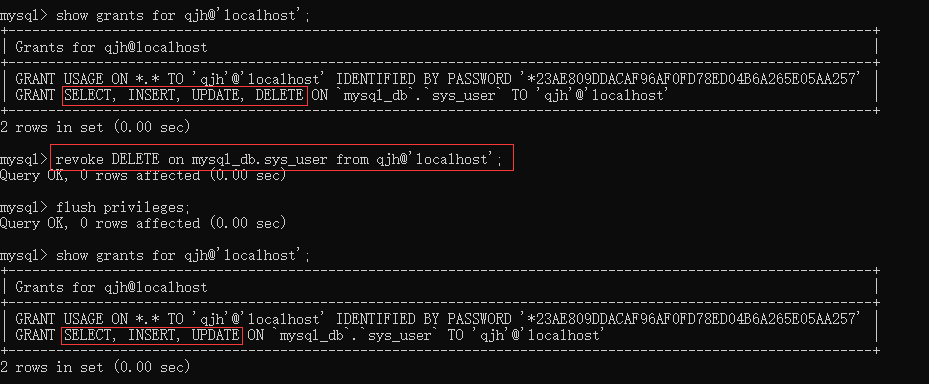 mysql> show grants for qjh@'localhost';
+-------------------------------------------------------------------------------------------------------------+
| Grants for qjh@localhost                                                                                    |
+-------------------------------------------------------------------------------------------------------------+
| GRANT USAGE ON *.* TO 'qjh'@'localhost' IDENTIFIED BY PASSWORD '*23AE809DDACAF96AF0FD78ED04B6A265E05AA257' |
| GRANT SELECT, INSERT, UPDATE, DELETE ON `mysql_db`.`sys_user` TO 'qjh'@'localhost'                          |
+-------------------------------------------------------------------------------------------------------------+
2 rows in set (0.00 sec)
mysql> revoke DELETE on mysql_db.sys_user from qjh@'localhost';
Query OK, 0 rows affected (0.00 sec)
mysql> flush privileges;
Query OK, 0 rows affected (0.00 sec)
mysql> show grants for qjh@'localhost';
+-------------------------------------------------------------------------------------------------------------+
| Grants for qjh@localhost                                                                                    |
+-------------------------------------------------------------------------------------------------------------+
| GRANT USAGE ON *.* TO 'qjh'@'localhost' IDENTIFIED BY PASSWORD '*23AE809DDACAF96AF0FD78ED04B6A265E05AA257' |
| GRANT SELECT, INSERT, UPDATE ON `mysql_db`.`sys_user` TO 'qjh'@'localhost'                                  |
+-------------------------------------------------------------------------------------------------------------+
2 rows in set (0.00 sec)